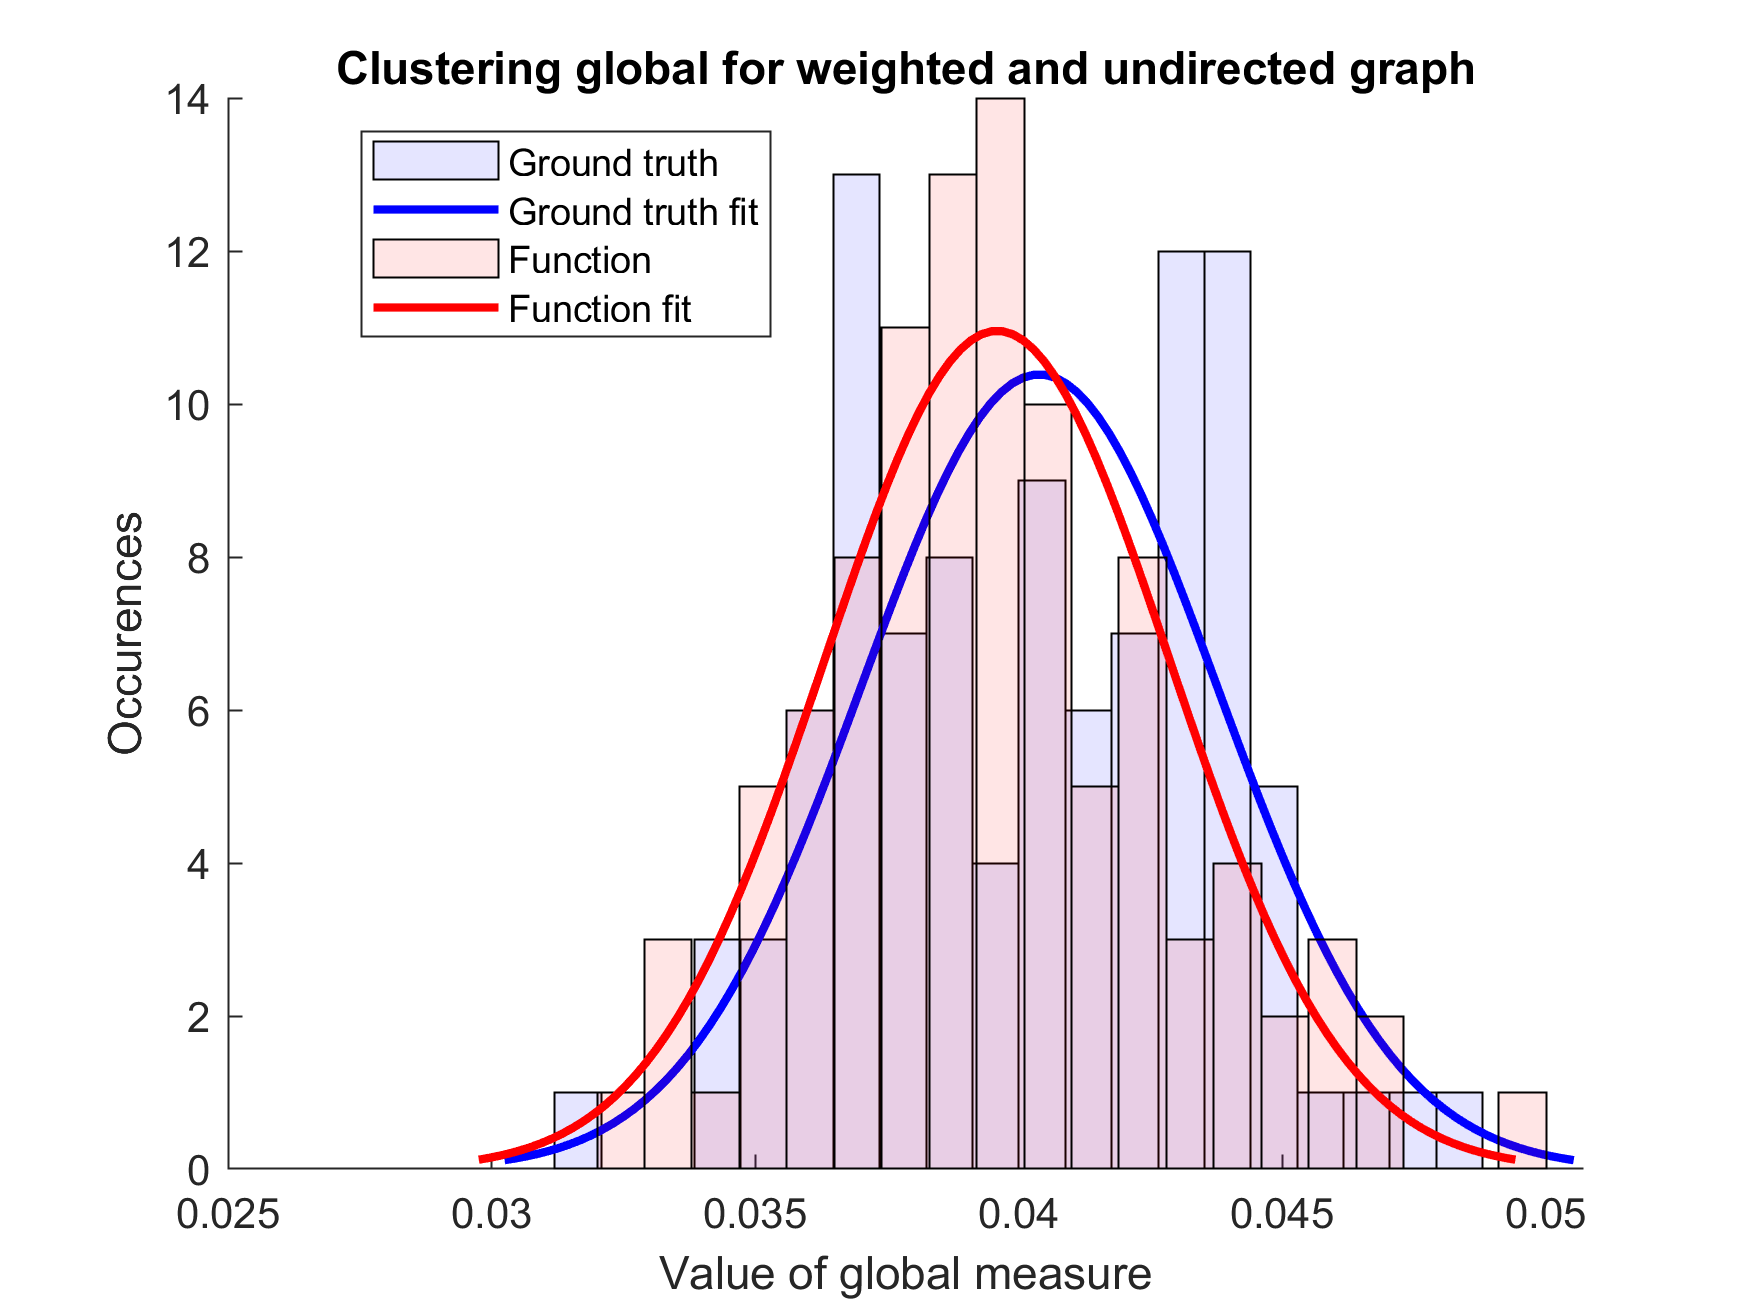 Clustering global for weighted and undirected graph
14
12
10
8
6
4
2
0
Occurences
Ground truth
Ground truth fit
Function
Function fit
0.025 0.03 0.035 0.04 0.045 0.05
Value of global measure